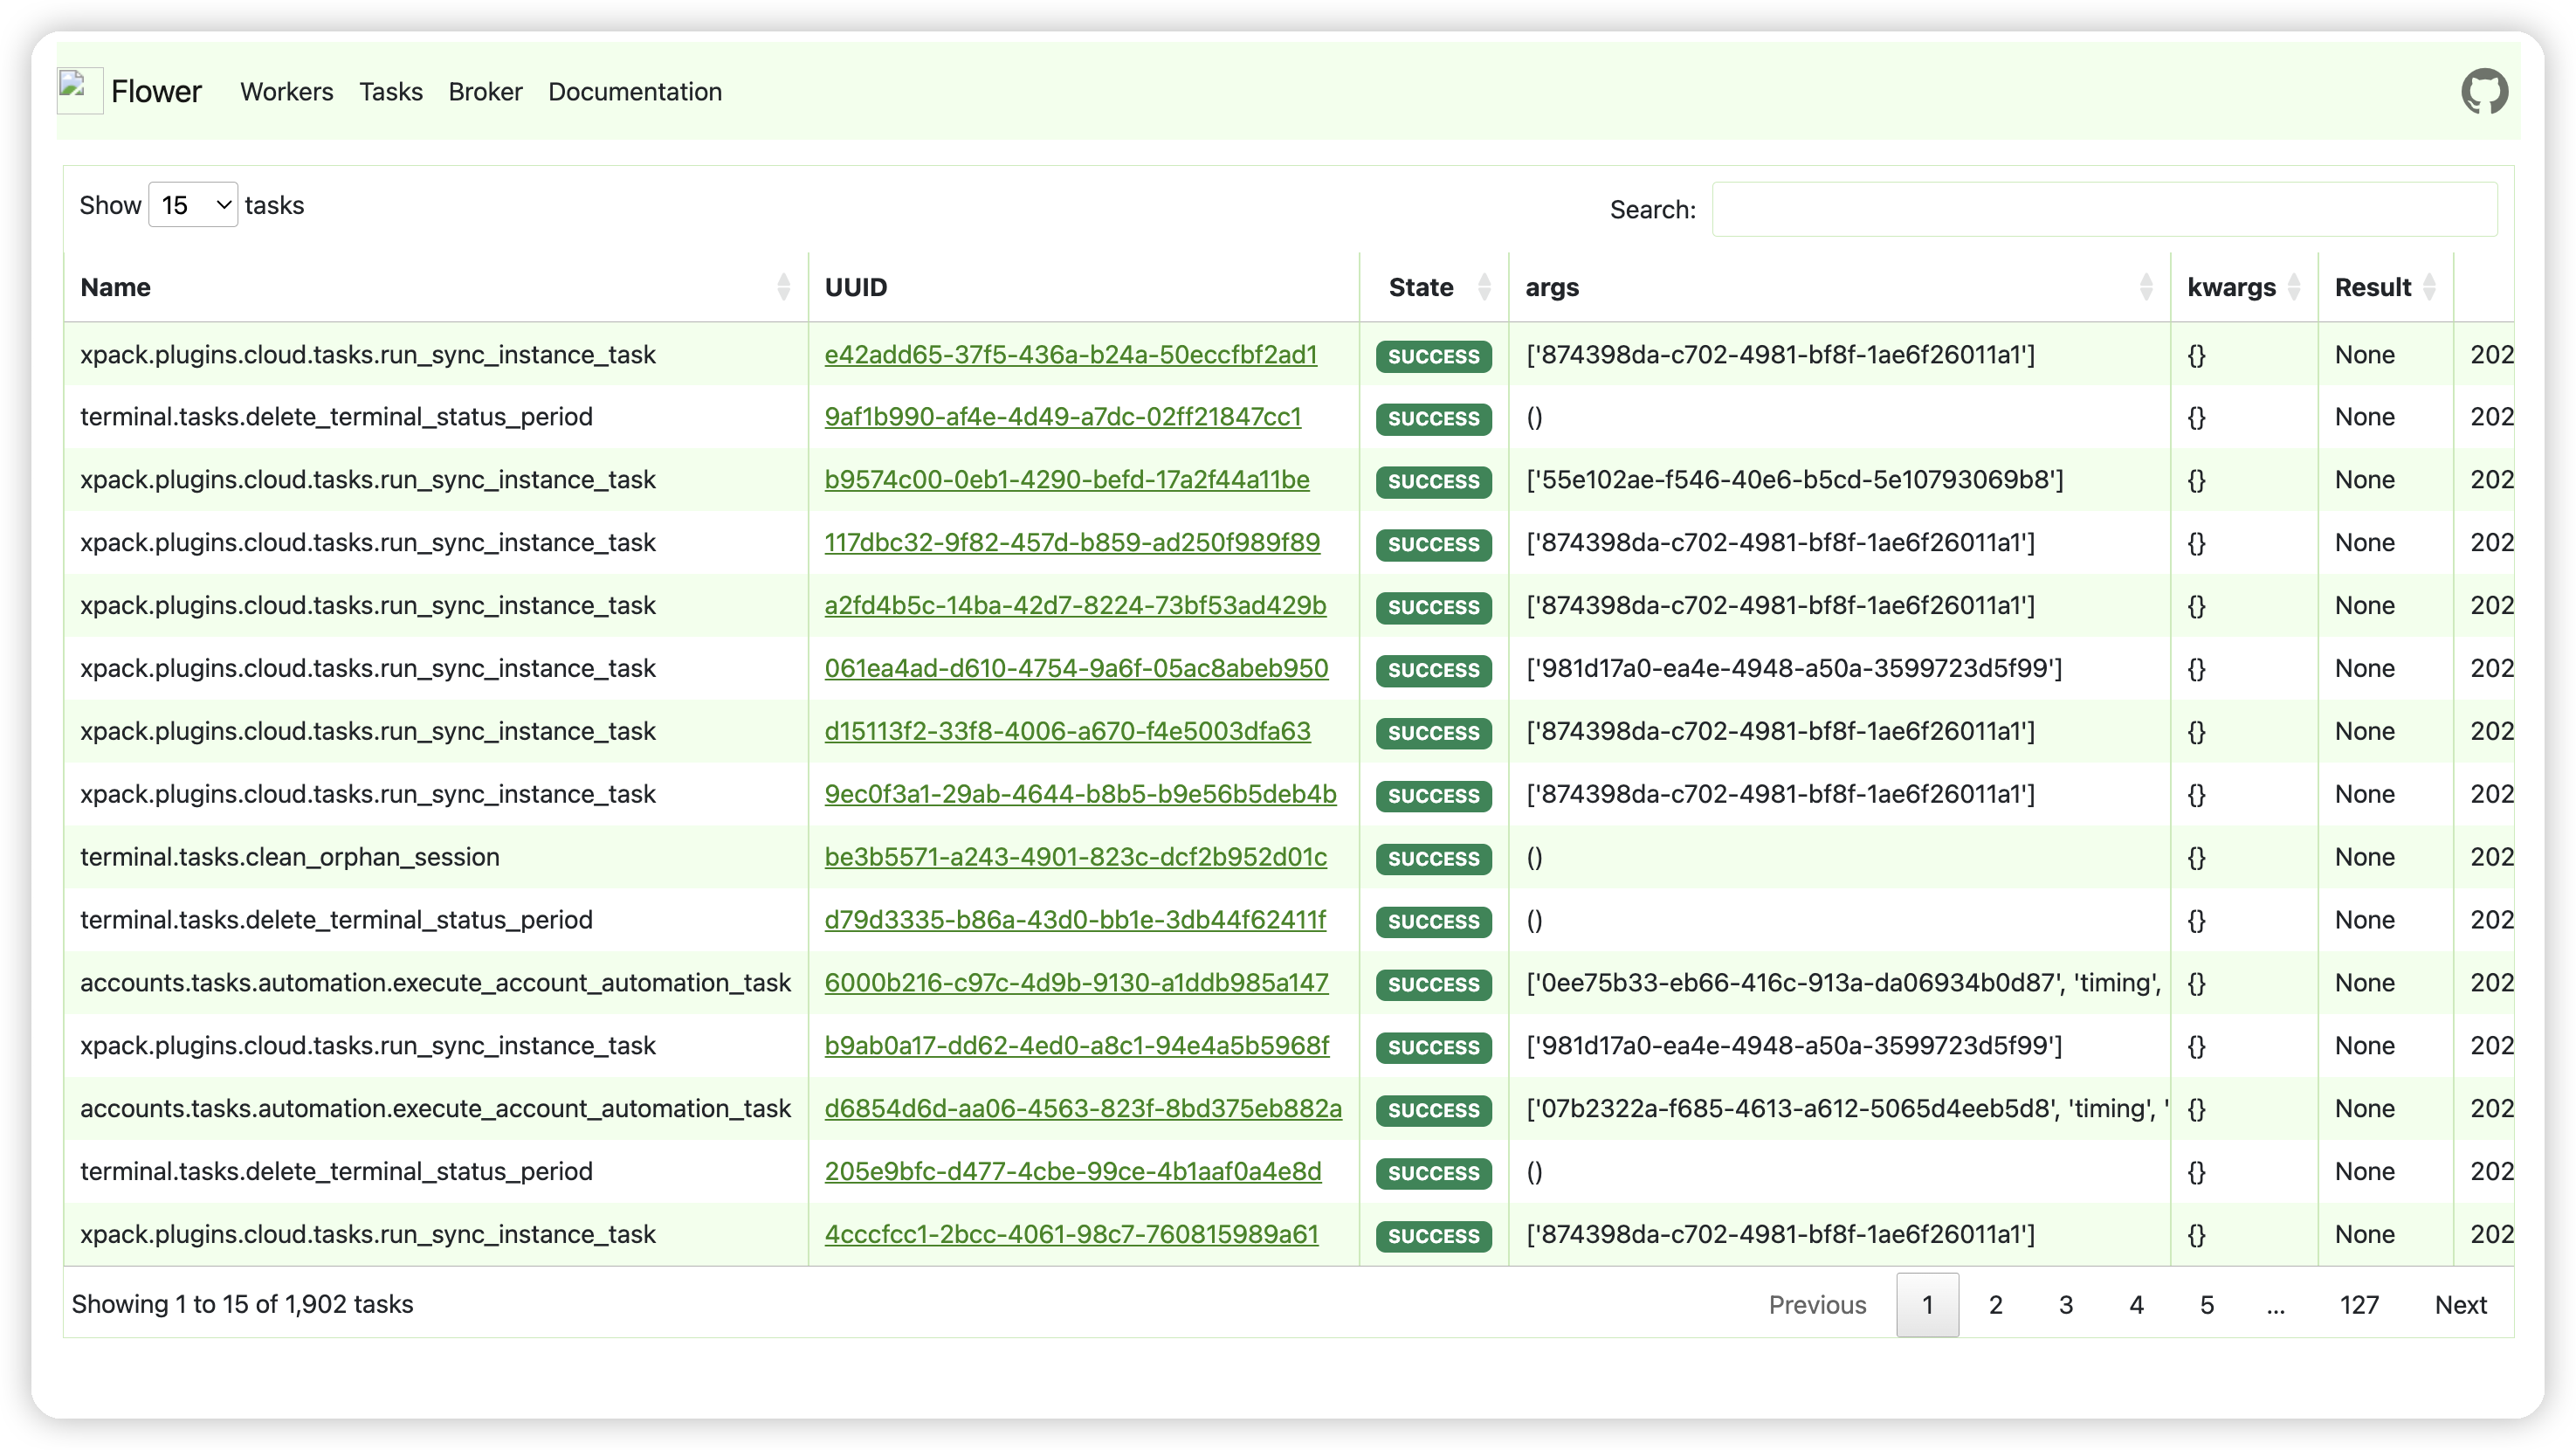 Flower Workers Tasks Broker Documentation
Show 15 tasks Search:
Name UUID State args kwargs Result
xpack.plugins.cloud.tasks.run_sync_instance_task e42add65-37f5-436a-b24a-50eccfbf2ad1 SUCCESS ['874398da-c702-4981-bf8f-1ae6f26011a1'] {} None 202
terminal.tasks.delete_terminal_status_period 9af1b990-af4e-4d49-a7dc-02ff21847cc1 SUCCESS () {} None 202
xpack.plugins.cloud.tasks.run_sync_instance_task b9574c00-0eb1-4290-befd-17a2f44a11be SUCCESS ['55e102ae-f546-40e6-b5cd-5e10793069b8'] {} None 202
xpack.plugins.cloud.tasks.run_sync_instance_task 117dbc32-9f82-457d-b859-ad250f989f89 SUCCESS ['874398da-c702-4981-bf8f-1ae6f26011a1'] {} None 202
xpack.plugins.cloud.tasks.run_sync_instance_task a2fd4b5c-14ba-42d7-8224-73bf53ad429b SUCCESS ['874398da-c702-4981-bf8f-1ae6f26011a1'] {} None 202
xpack.plugins.cloud.tasks.run_sync_instance_task 061ea4ad-d610-4754-9a6f-05ac8abeb950 SUCCESS ['981d17a0-ea4e-4948-a50a-3599723d5f99'] {} None 202
xpack.plugins.cloud.tasks.run_sync_instance_task d15113f2-33f8-4006-a670-f4e5003dfa63 SUCCESS ['874398da-c702-4981-bf8f-1ae6f26011a1'] {} None 202
xpack.plugins.cloud.tasks.run_sync_instance_task 9ec0f3a1-29ab-4644-b8b5-b9e56b5deb4b SUCCESS ['874398da-c702-4981-bf8f-1ae6f26011a1'] {} None 202
terminal.tasks.clean_orphan_session be3b5571-a243-4901-823c-dcf2b952d01c SUCCESS () {} None 202
terminal.tasks.delete_terminal_status_period d79d3335-b86a-43d0-bb1e-3db44f62411f SUCCESS () {} None 202
accounts.tasks.automation.execute_account_automation_task 6000b216-c97c-4d9b-9130-a1ddb985a147 SUCCESS ['0ee75b33-eb66-416c-913a-da06934b0d87', 'timing', {} None 202
xpack.plugins.cloud.tasks.run_sync_instance_task b9ab0a17-dd62-4ed0-a8c1-94e4a5b5968f SUCCESS ['981d17a0-ea4e-4948-a50a-3599723d5f99'] {} None 202
accounts.tasks.automation.execute_account_automation_task d6854d6d-aa06-4563-823f-8bd375eb882a SUCCESS ['07b2322a-f685-4613-a612-5065d4eeb5d8', 'timing', ' {} None 202
terminal.tasks.delete_terminal_status_period 205e9bfc-d477-4cbe-99ce-4b1aaf0a4e8d SUCCESS () {} None 202
xpack.plugins.cloud.tasks.run_sync_instance_task 4cccfcc1-2bcc-4061-98c7-760815989a61 SUCCESS ['874398da-c702-4981-bf8f-1ae6f26011a1'] {} None 202
Showing 1 to 15 of 1,902 tasks Previous 1 2 3 4 5 ... 127 Next